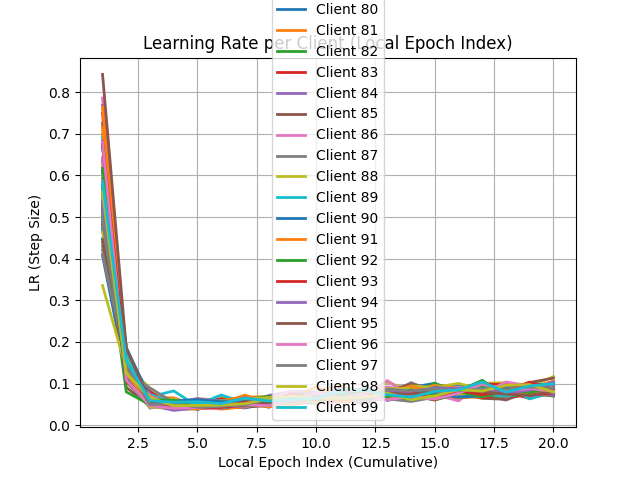 Learning Rate per Client (Local Epoch Index)
Client 80
Client 81
Client 82
Client 83
Client 84
Client 85
Client 86
Client 87
Client 88
Client 89
Client 90
Client 91
Client 92
Client 93
Client 94
Client 95
Client 96
Client 97
Client 98
Client 99
LR (Step Size)
0.8
0.7
0.6
0.5
0.4
0.3
0.2
0.1
0.0
2.5 5.0 7.5 10.0 12.5 15.0 17.5 20.0
Local Epoch Index (Cumulative)